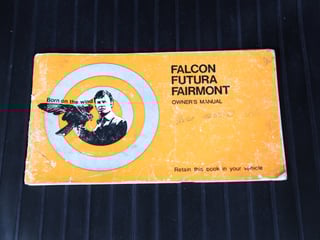 FALCON
FUTURA
FAIRMONT
OWNER'S MANUAL
Born on the wind
Retain this book in your vehicle